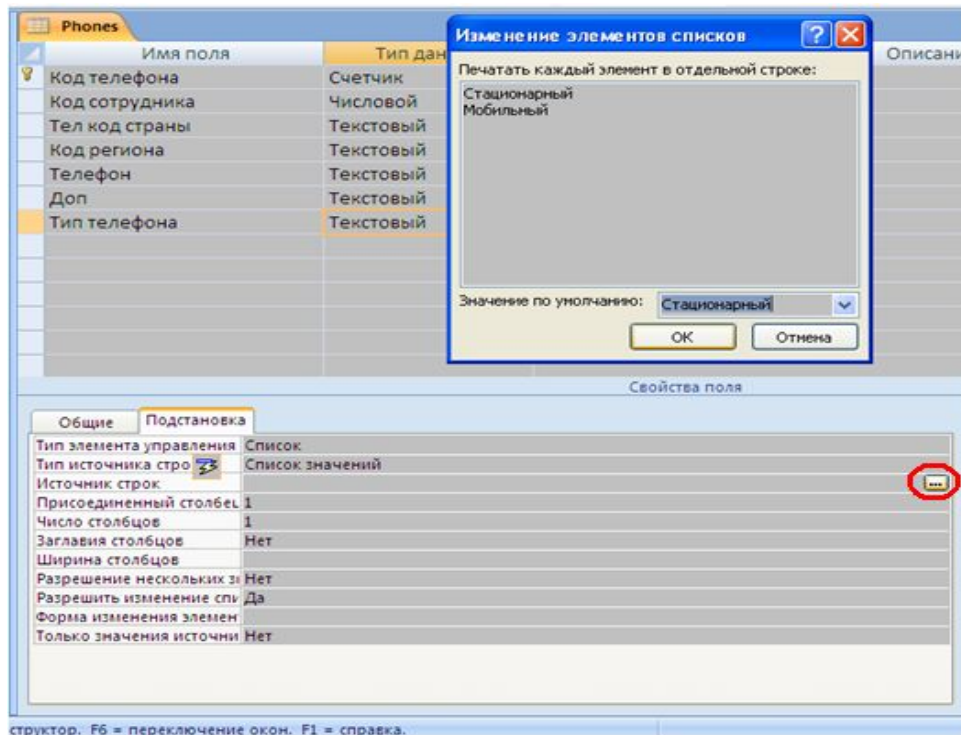 Phones
Имя поля Тип дан Описани
Код телефона Счетчик
Код сотрудника Числовой
Тел код страны Текстовый
Код региона Текстовый
Телефон Текстовый
Доп Текстовый
Тип телефона Текстовый
Изменение элементов списков
Печатать каждый элемент в отдельной строке:
Стационарный
Мобильный
Значение по умолчанию: Стационарный
ОК Отмена
Свойства поля
Общие Подстановка
Тип элемента управления Список
Тип источника стро Список значений
Источник строк ...
Присоединенный столбец 1
Число столбцов 1
Заглавия столбцов Нет
Ширина столбцов
Разрешение нескольких зн Нет
Разрешить изменение спи Да
Форма изменения элемен
Только значения источни Нет
структор. F6 = переключение окон. F1 = справка.